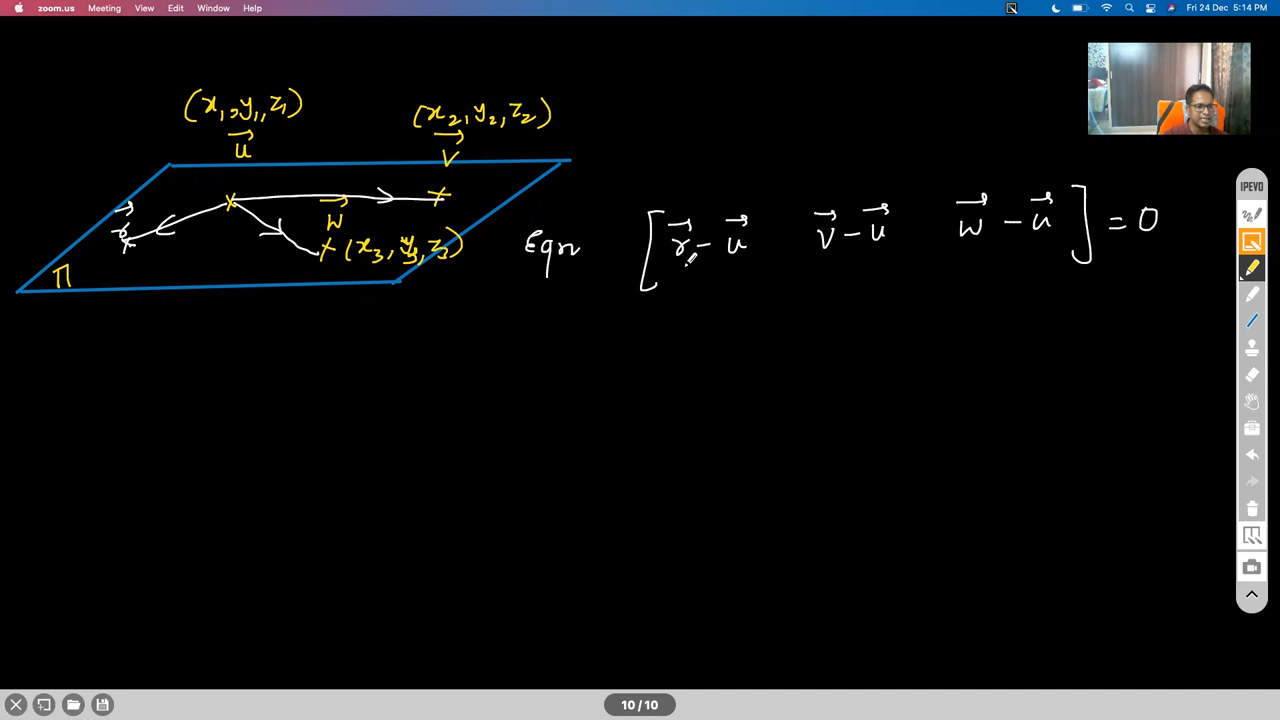 zoom.us Meeting View Edit Window Help Fri 24 Dec 5:14 PM
(x₁, y₁, z₁) (x₂, y₂, z₂)
u⃗ v⃗
r⃗ w⃗
(x₃, y₃, z₃)
π
Eqn [r⃗ - u⃗ v⃗ - u⃗ w⃗ - u⃗] = 0
IPEVO
10 / 10